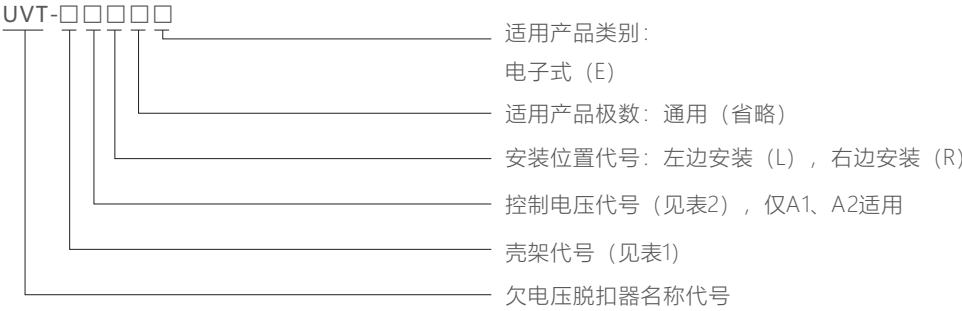 UVT-□□□□□
适用产品类别：
电子式（E）
适用产品极数：通用（省略）
安装位置代号：左边安装（L），右边安装（R）
控制电压代号（见表2），仅A1、A2适用
壳架代号（见表1）
欠电压脱扣器名称代号